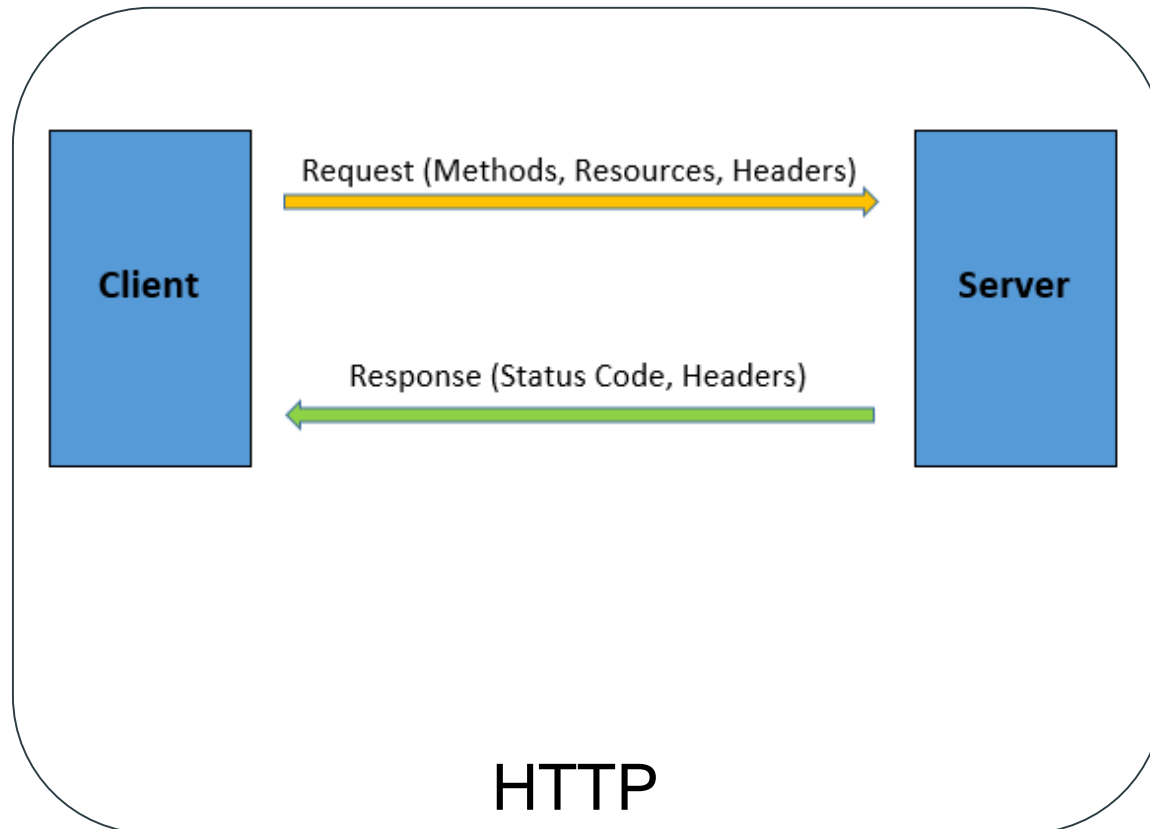 Request (Methods, Resources, Headers)
Client
Server
Response (Status Code, Headers)
HTTP